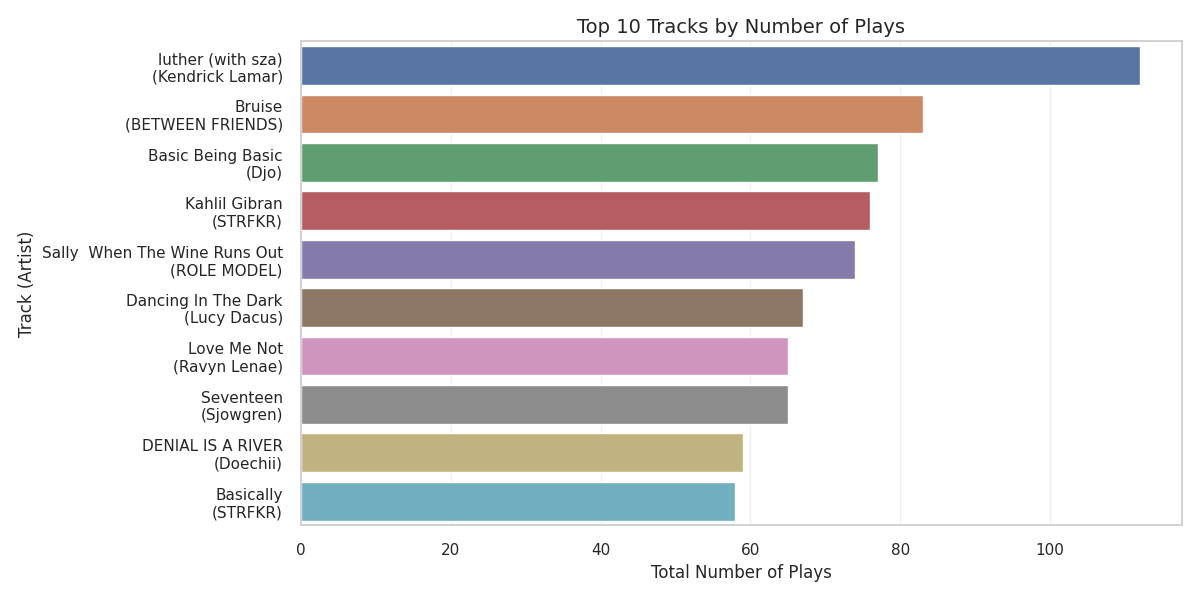 Top 10 Tracks by Number of Plays
Track (Artist)
luther (with sza)
(Kendrick Lamar)
Bruise
(BETWEEN FRIENDS)
Basic Being Basic
(Djo)
Kahlil Gibran
(STRFKR)
Sally  When The Wine Runs Out
(ROLE MODEL)
Dancing In The Dark
(Lucy Dacus)
Love Me Not
(Ravyn Lenae)
Seventeen
(Sjowgren)
DENIAL IS A RIVER
(Doechii)
Basically
(STRFKR)
0 20 40 60 80 100
Total Number of Plays